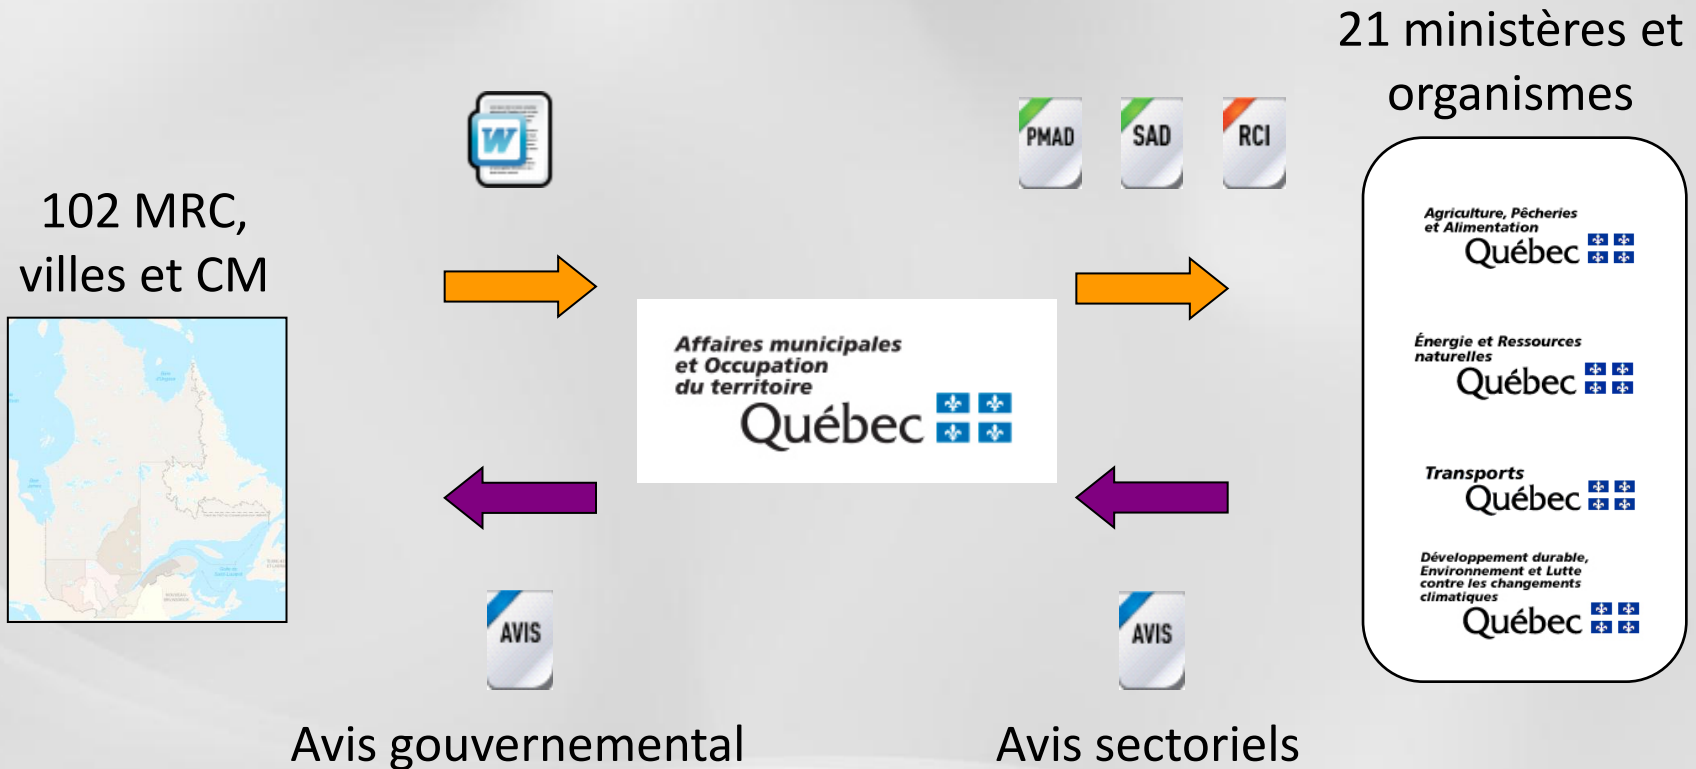 21 ministères et
organismes
W
PMAD
SAD
RCI
102 MRC,
villes et CM
Affaires municipales
et Occupation
du territoire
Québec
Agriculture, Pêcheries
et Alimentation
Québec
Énergie et Ressources
naturelles
Québec
Transports
Québec
Développement durable,
Environnement et Lutte
contre les changements
climatiques
Québec
AVIS
AVIS
Avis gouvernemental
Avis sectoriels